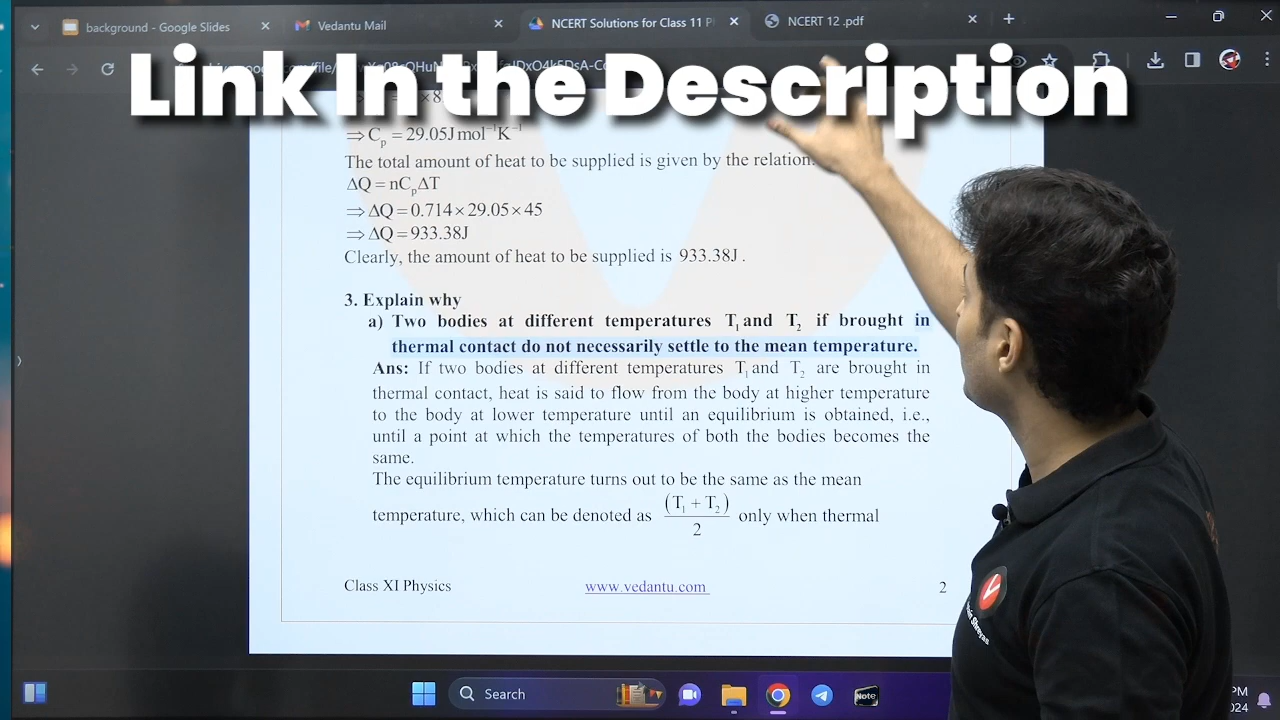 background - Google Slides
Vedantu Mail
NCERT Solutions for Class 11 P
NCERT 12 .pdf
Link In the Description
⇒ C_p = 29.05J mol⁻¹K⁻¹
The total amount of heat to be supplied is given by the relation
ΔQ = nC_pΔT
⇒ ΔQ = 0.714 × 29.05 × 45
⇒ ΔQ = 933.38J
Clearly, the amount of heat to be supplied is 933.38J .
3. Explain why
a) Two bodies at different temperatures T₁ and T₂ if brought in
thermal contact do not necessarily settle to the mean temperature.
Ans: If two bodies at different temperatures T₁ and T₂ are brought in
thermal contact, heat is said to flow from the body at higher temperature
to the body at lower temperature until an equilibrium is obtained, i.e.,
until a point at which the temperatures of both the bodies becomes the
same.
The equilibrium temperature turns out to be the same as the mean
temperature, which can be denoted as (T₁ + T₂)/2 only when thermal
Class XI Physics www.vedantu.com 2
Search
Note
PM
024